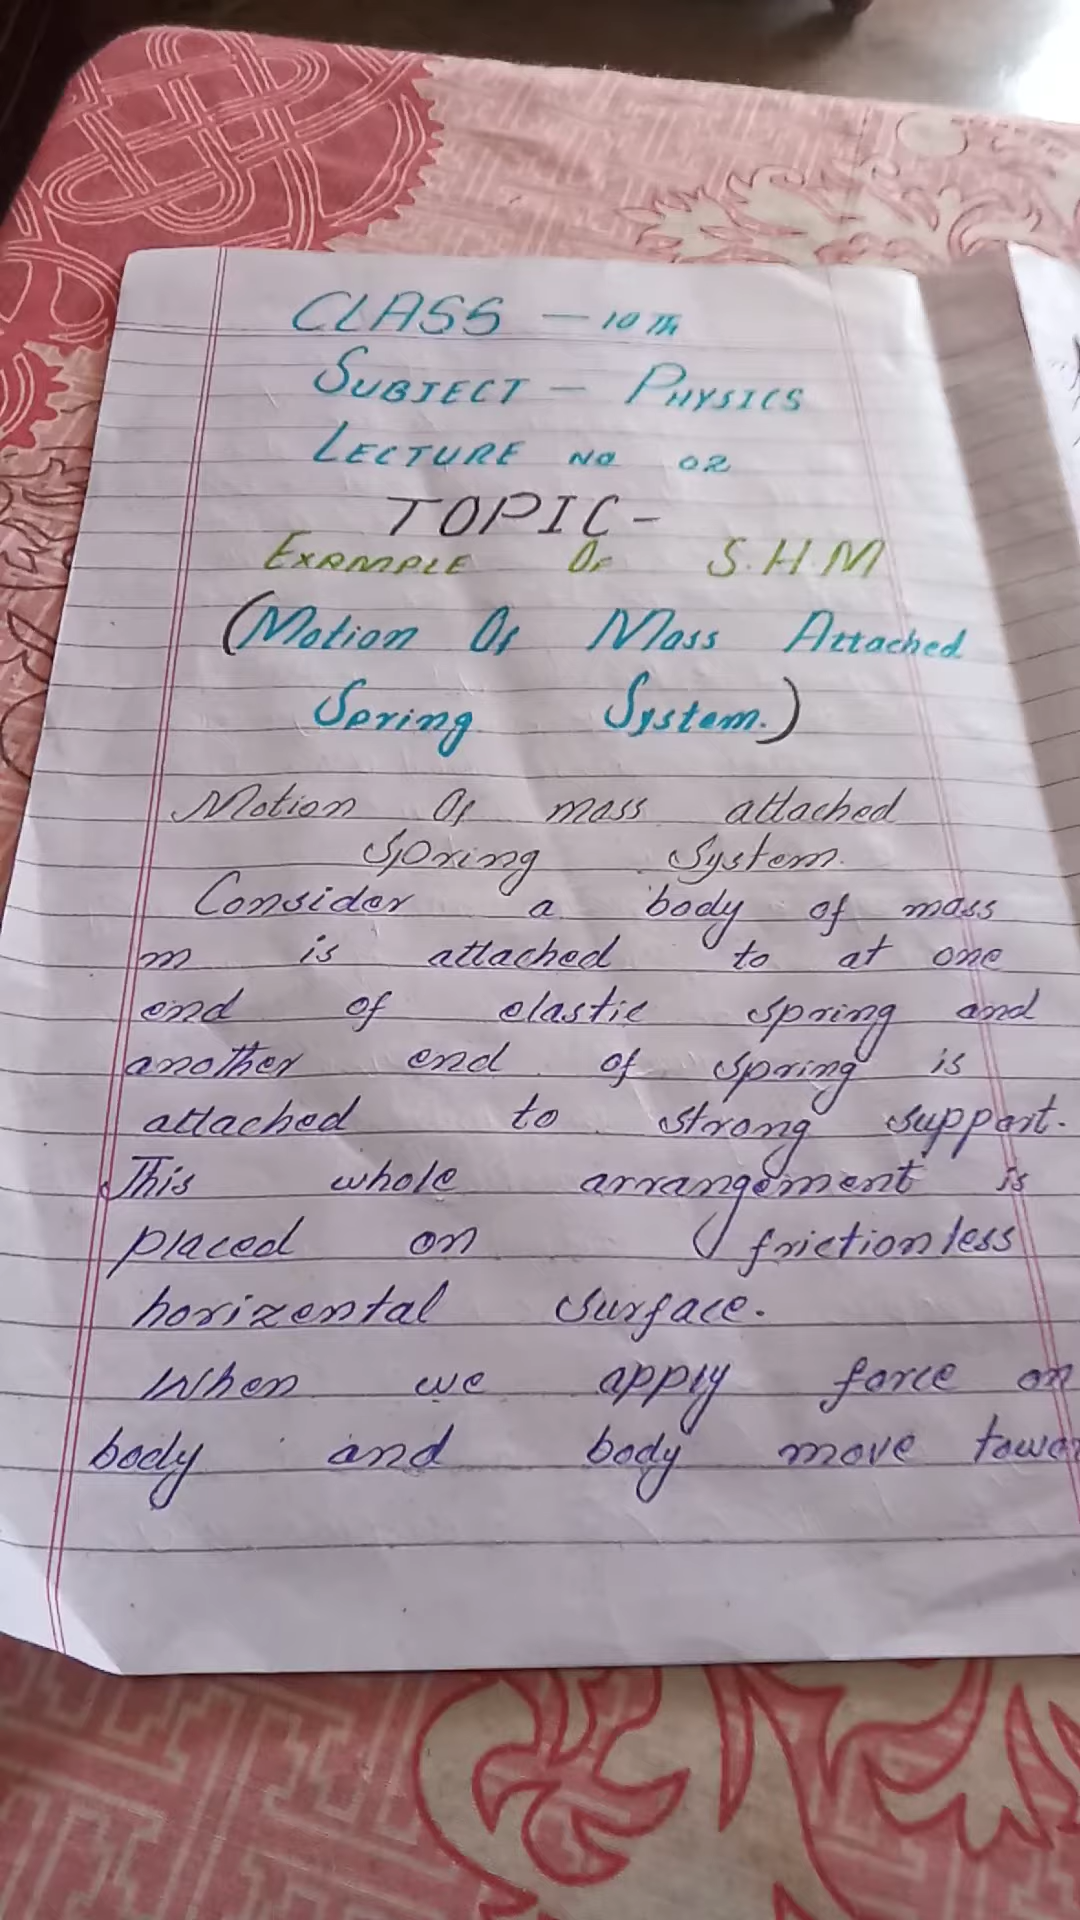 CLASS - 10 Th
SUBJECT - PHYSICS
LECTURE No 02
TOPIC -
EXAMPLE OF S.H.M
(Motion Of Mass Attached
Spring System.)
Motion Of mass attached
Spring System.
Consider a body of mass
m is attached to at one
end of elastic spring and
another end of spring is
attached to strong support.
This whole arrangement is
placed on frictionless
horizental surface.
When we apply force on
body and body move